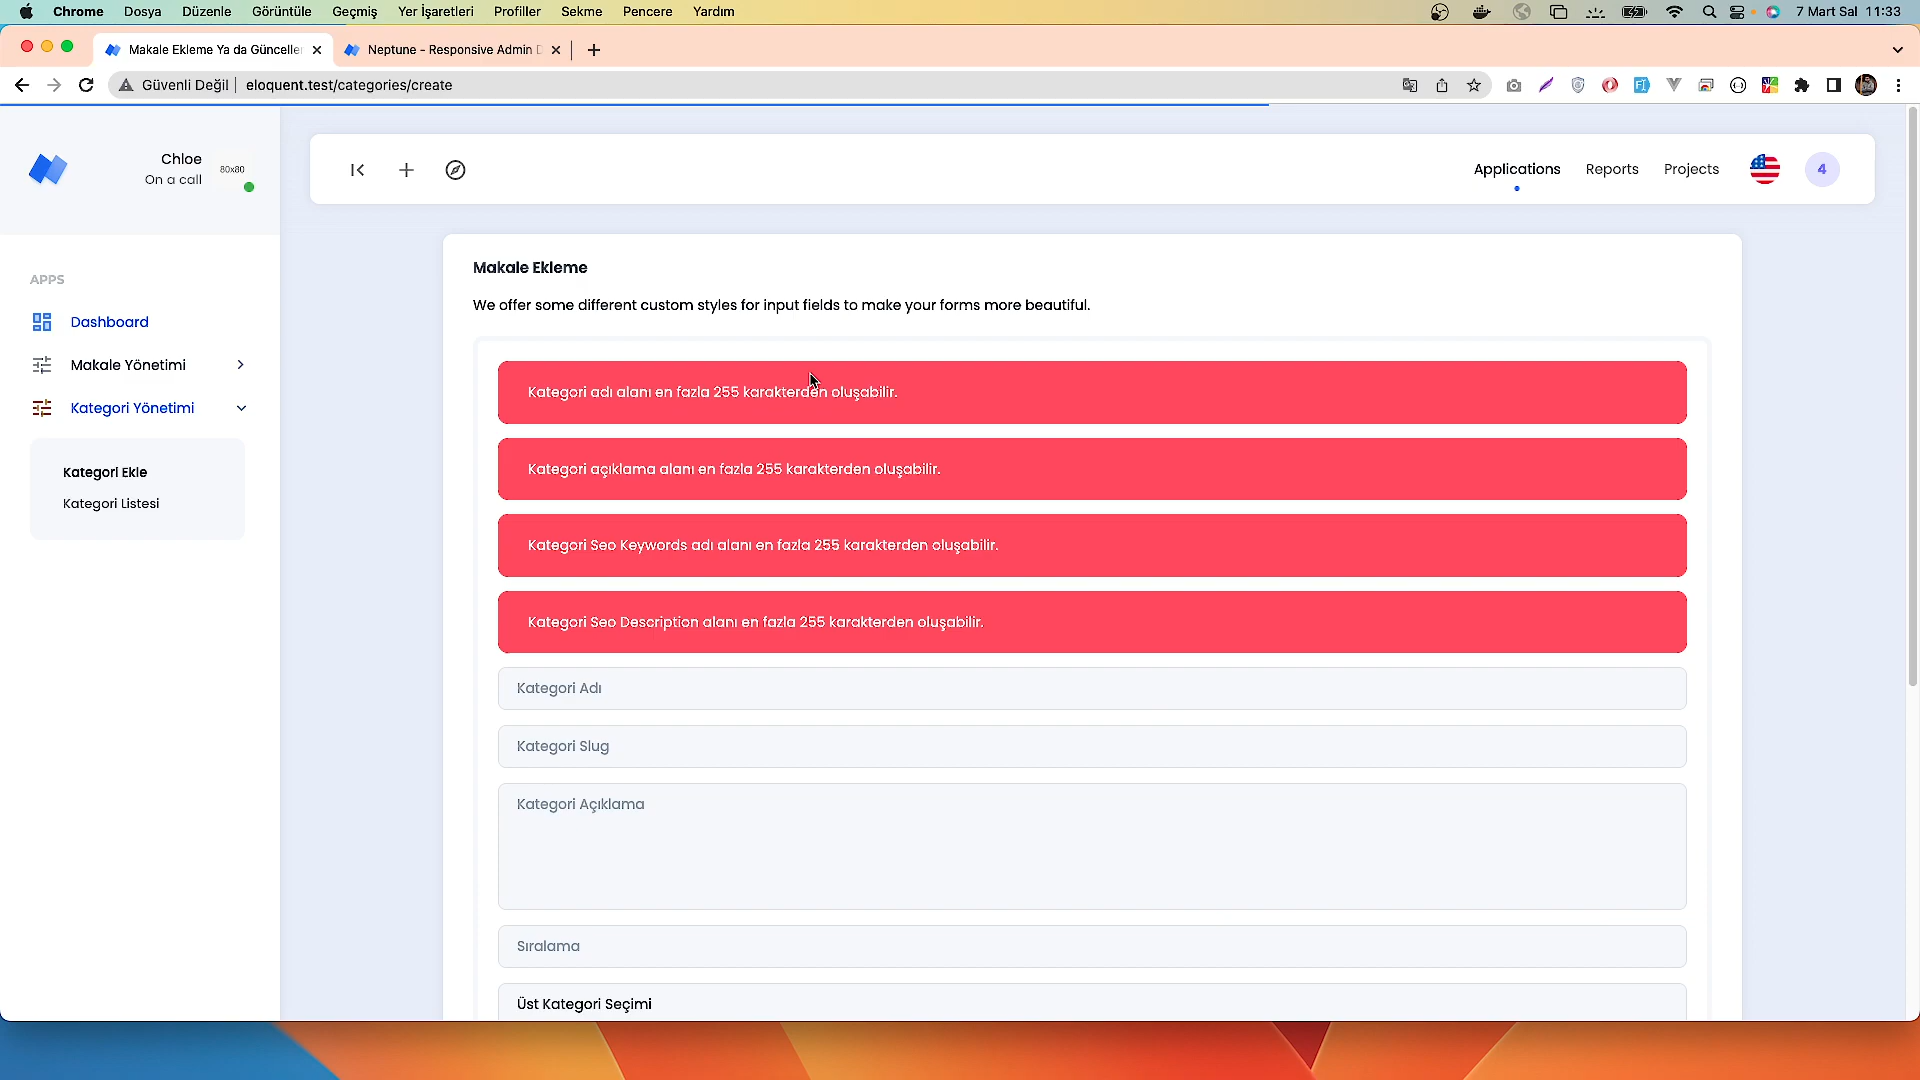 Chrome Dosya Düzenle Görüntüle Geçmiş Yer İşaretleri Profiller Sekme Pencere Yardım 7 Mart Sal 11:33
Makale Ekleme Ya da Günceller Neptune - Responsive Admin D
Güvenli Değil eloquent.test/categories/create
Chloe
On a call
80x80
Applications Reports Projects 4
APPS
Dashboard
Makale Yönetimi
Kategori Yönetimi
Kategori Ekle
Kategori Listesi
Makale Ekleme
We offer some different custom styles for input fields to make your forms more beautiful.
Kategori adı alanı en fazla 255 karakterden oluşabilir.
Kategori açıklama alanı en fazla 255 karakterden oluşabilir.
Kategori Seo Keywords adı alanı en fazla 255 karakterden oluşabilir.
Kategori Seo Description alanı en fazla 255 karakterden oluşabilir.
Kategori Adı
Kategori Slug
Kategori Açıklama
Sıralama
Üst Kategori Seçimi